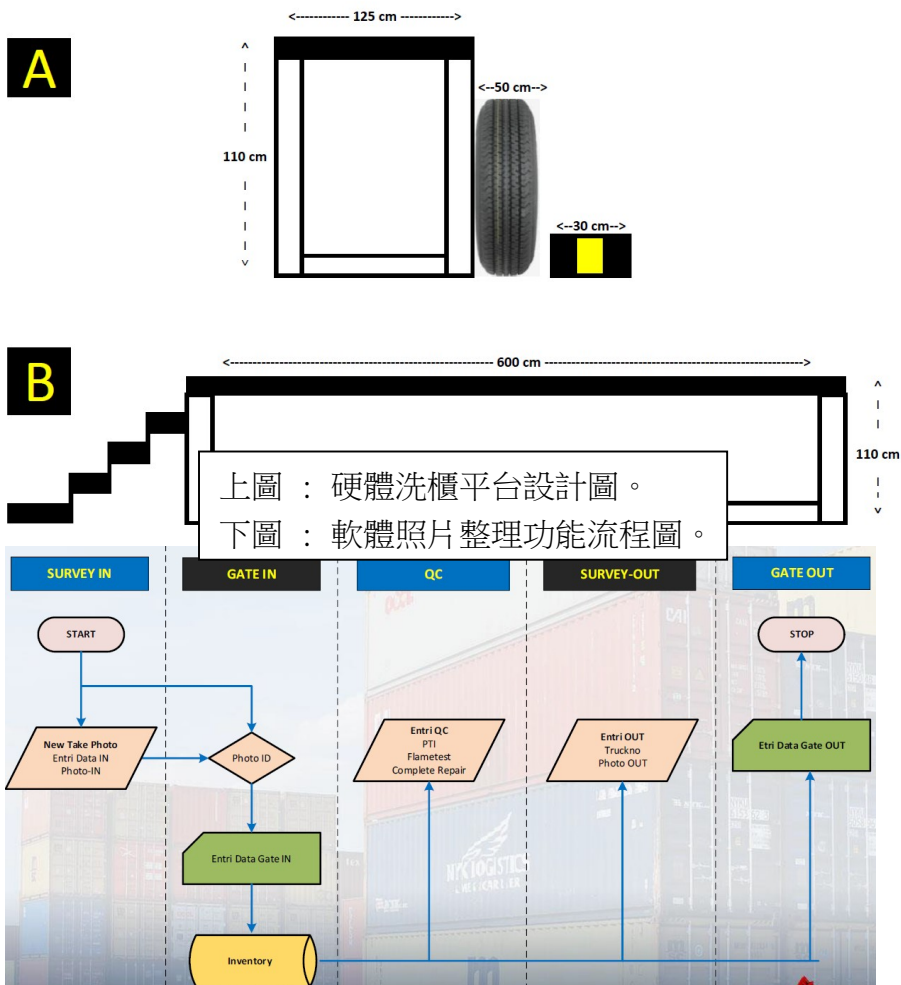 <------------ 125 cm ------------>
A
<--50 cm-->
110 cm
<--30 cm-->
B
<------------ 600 cm ------------>
110 cm
上圖 : 硬體洗櫃平台設計圖。
下圖 : 軟體照片整理功能流程圖。
SURVEY IN
GATE IN
QC
SURVEY-OUT
GATE OUT
START
STOP
New Take Photo
Entri Data IN
Photo-IN
Photo ID
Entri QC
PTI
Flametest
Complete Repair
Entri OUT
Truckno
Photo OUT
Etri Data Gate OUT
Entri Data Gate IN
NYK LOGISTICS
Inventory